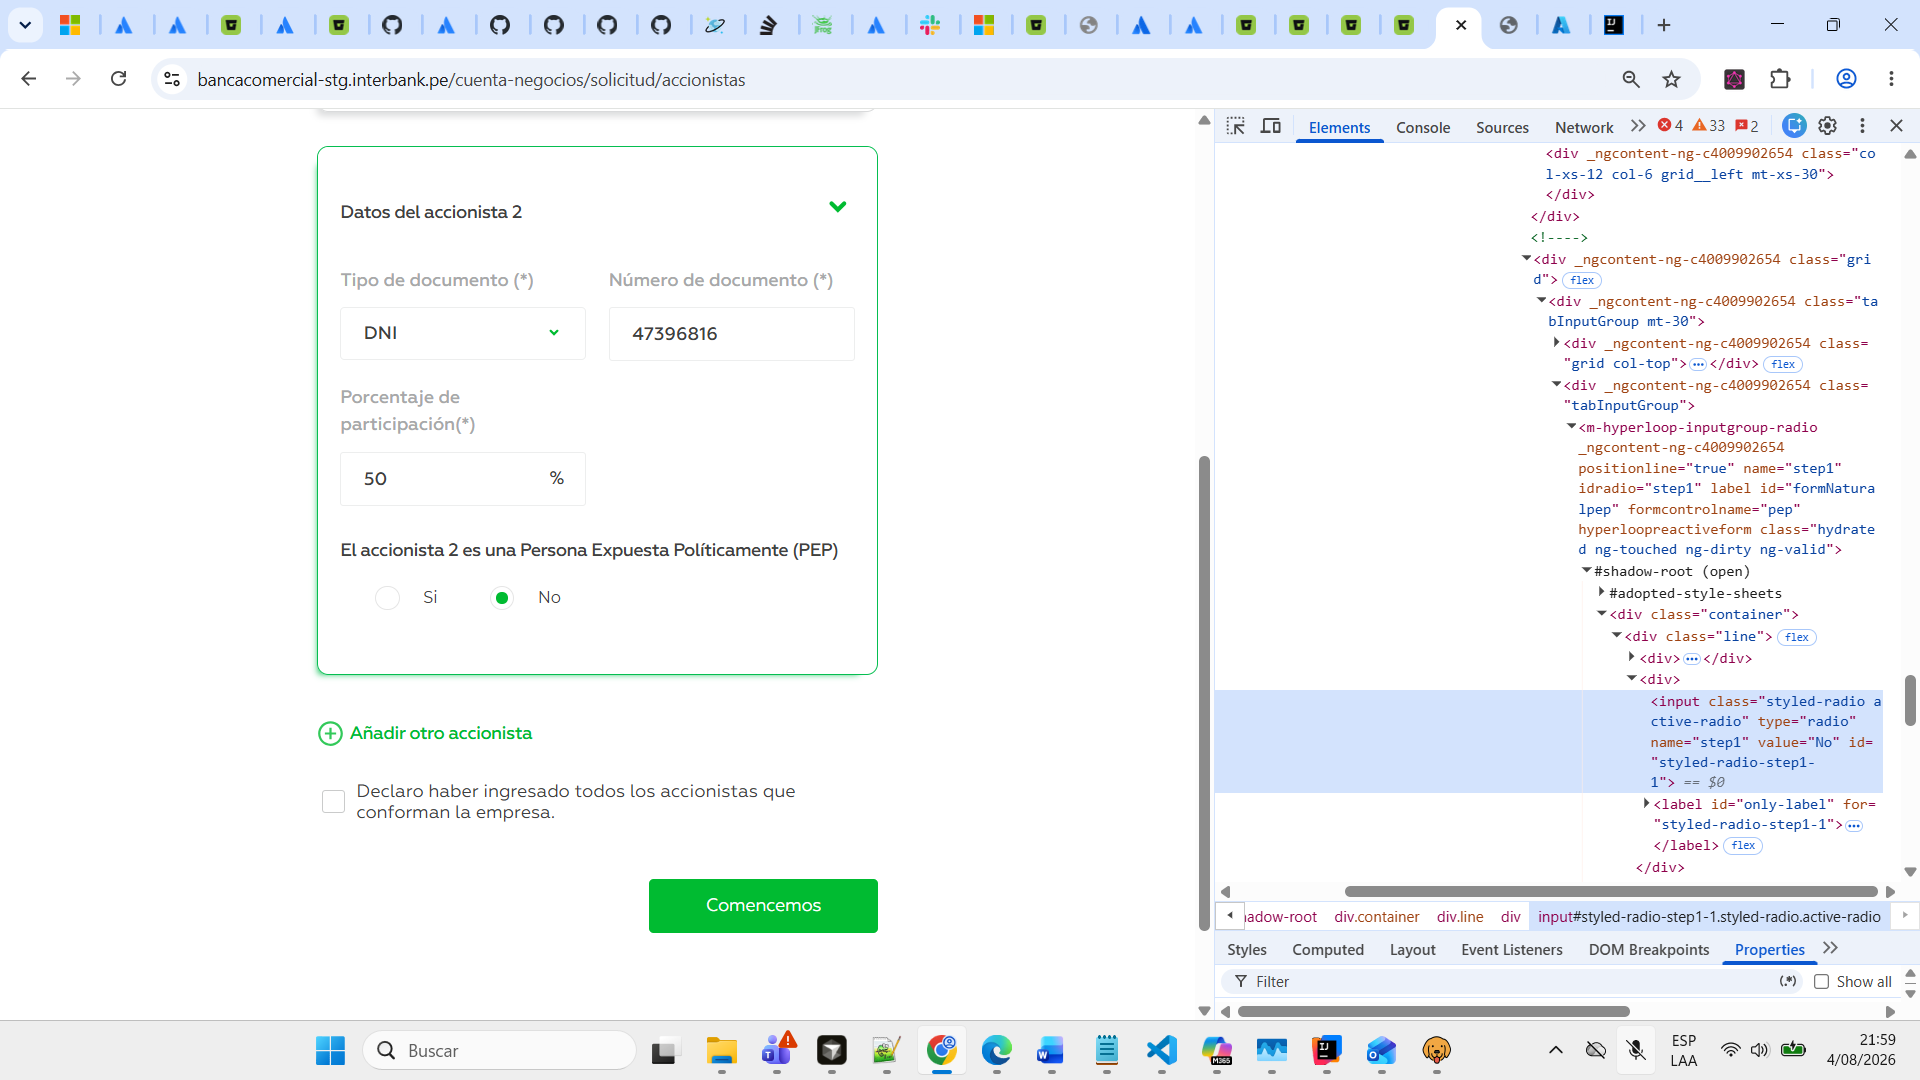 bancacomercial-stg.interbank.pe/cuenta-negocios/solicitud/accionistas
Datos del accionista 2
Tipo de documento (*)
Número de documento (*)
DNI
47396816
Porcentaje de
participación(*)
50
%
El accionista 2 es una Persona Expuesta Políticamente (PEP)
Si
No
Añadir otro accionista
Declaro haber ingresado todos los accionistas que
conforman la empresa.
Comencemos
Elements
Console
Sources
Network
4
33
2
<div _ngcontent-ng-c4009902654 class="co
l-xs-12 col-6 grid__left mt-xs-30">
</div>
</div>
<!---->
<div _ngcontent-ng-c4009902654 class="gri
d"> flex
<div _ngcontent-ng-c4009902654 class="ta
bInputGroup mt-30">
<div _ngcontent-ng-c4009902654 class=
"grid col-top"> </div> flex
<div _ngcontent-ng-c4009902654 class=
"tabInputGroup">
<m-hyperloop-inputgroup-radio
_ngcontent-ng-c4009902654
positionline="true" name="step1"
idradio="step1" label id="formNatura
lpep" formcontrolname="pep"
hyperloopreactiveform class="hydrate
d ng-touched ng-dirty ng-valid">
#shadow-root (open)
#adopted-style-sheets
<div class="container">
<div class="line"> flex
<div> </div>
<div>
<input class="styled-radio a
ctive-radio" type="radio"
name="step1" value="No" id=
"styled-radio-step1-
1"> == $0
<label id="only-label" for=
"styled-radio-step1-1">
</label> flex
</div>
adow-root
div.container
div.line
div
input#styled-radio-step1-1.styled-radio.active-radio
Styles
Computed
Layout
Event Listeners
DOM Breakpoints
Properties
Filter
(.*)
Show all
Buscar
ESP
LAA
21:59
4/08/2026